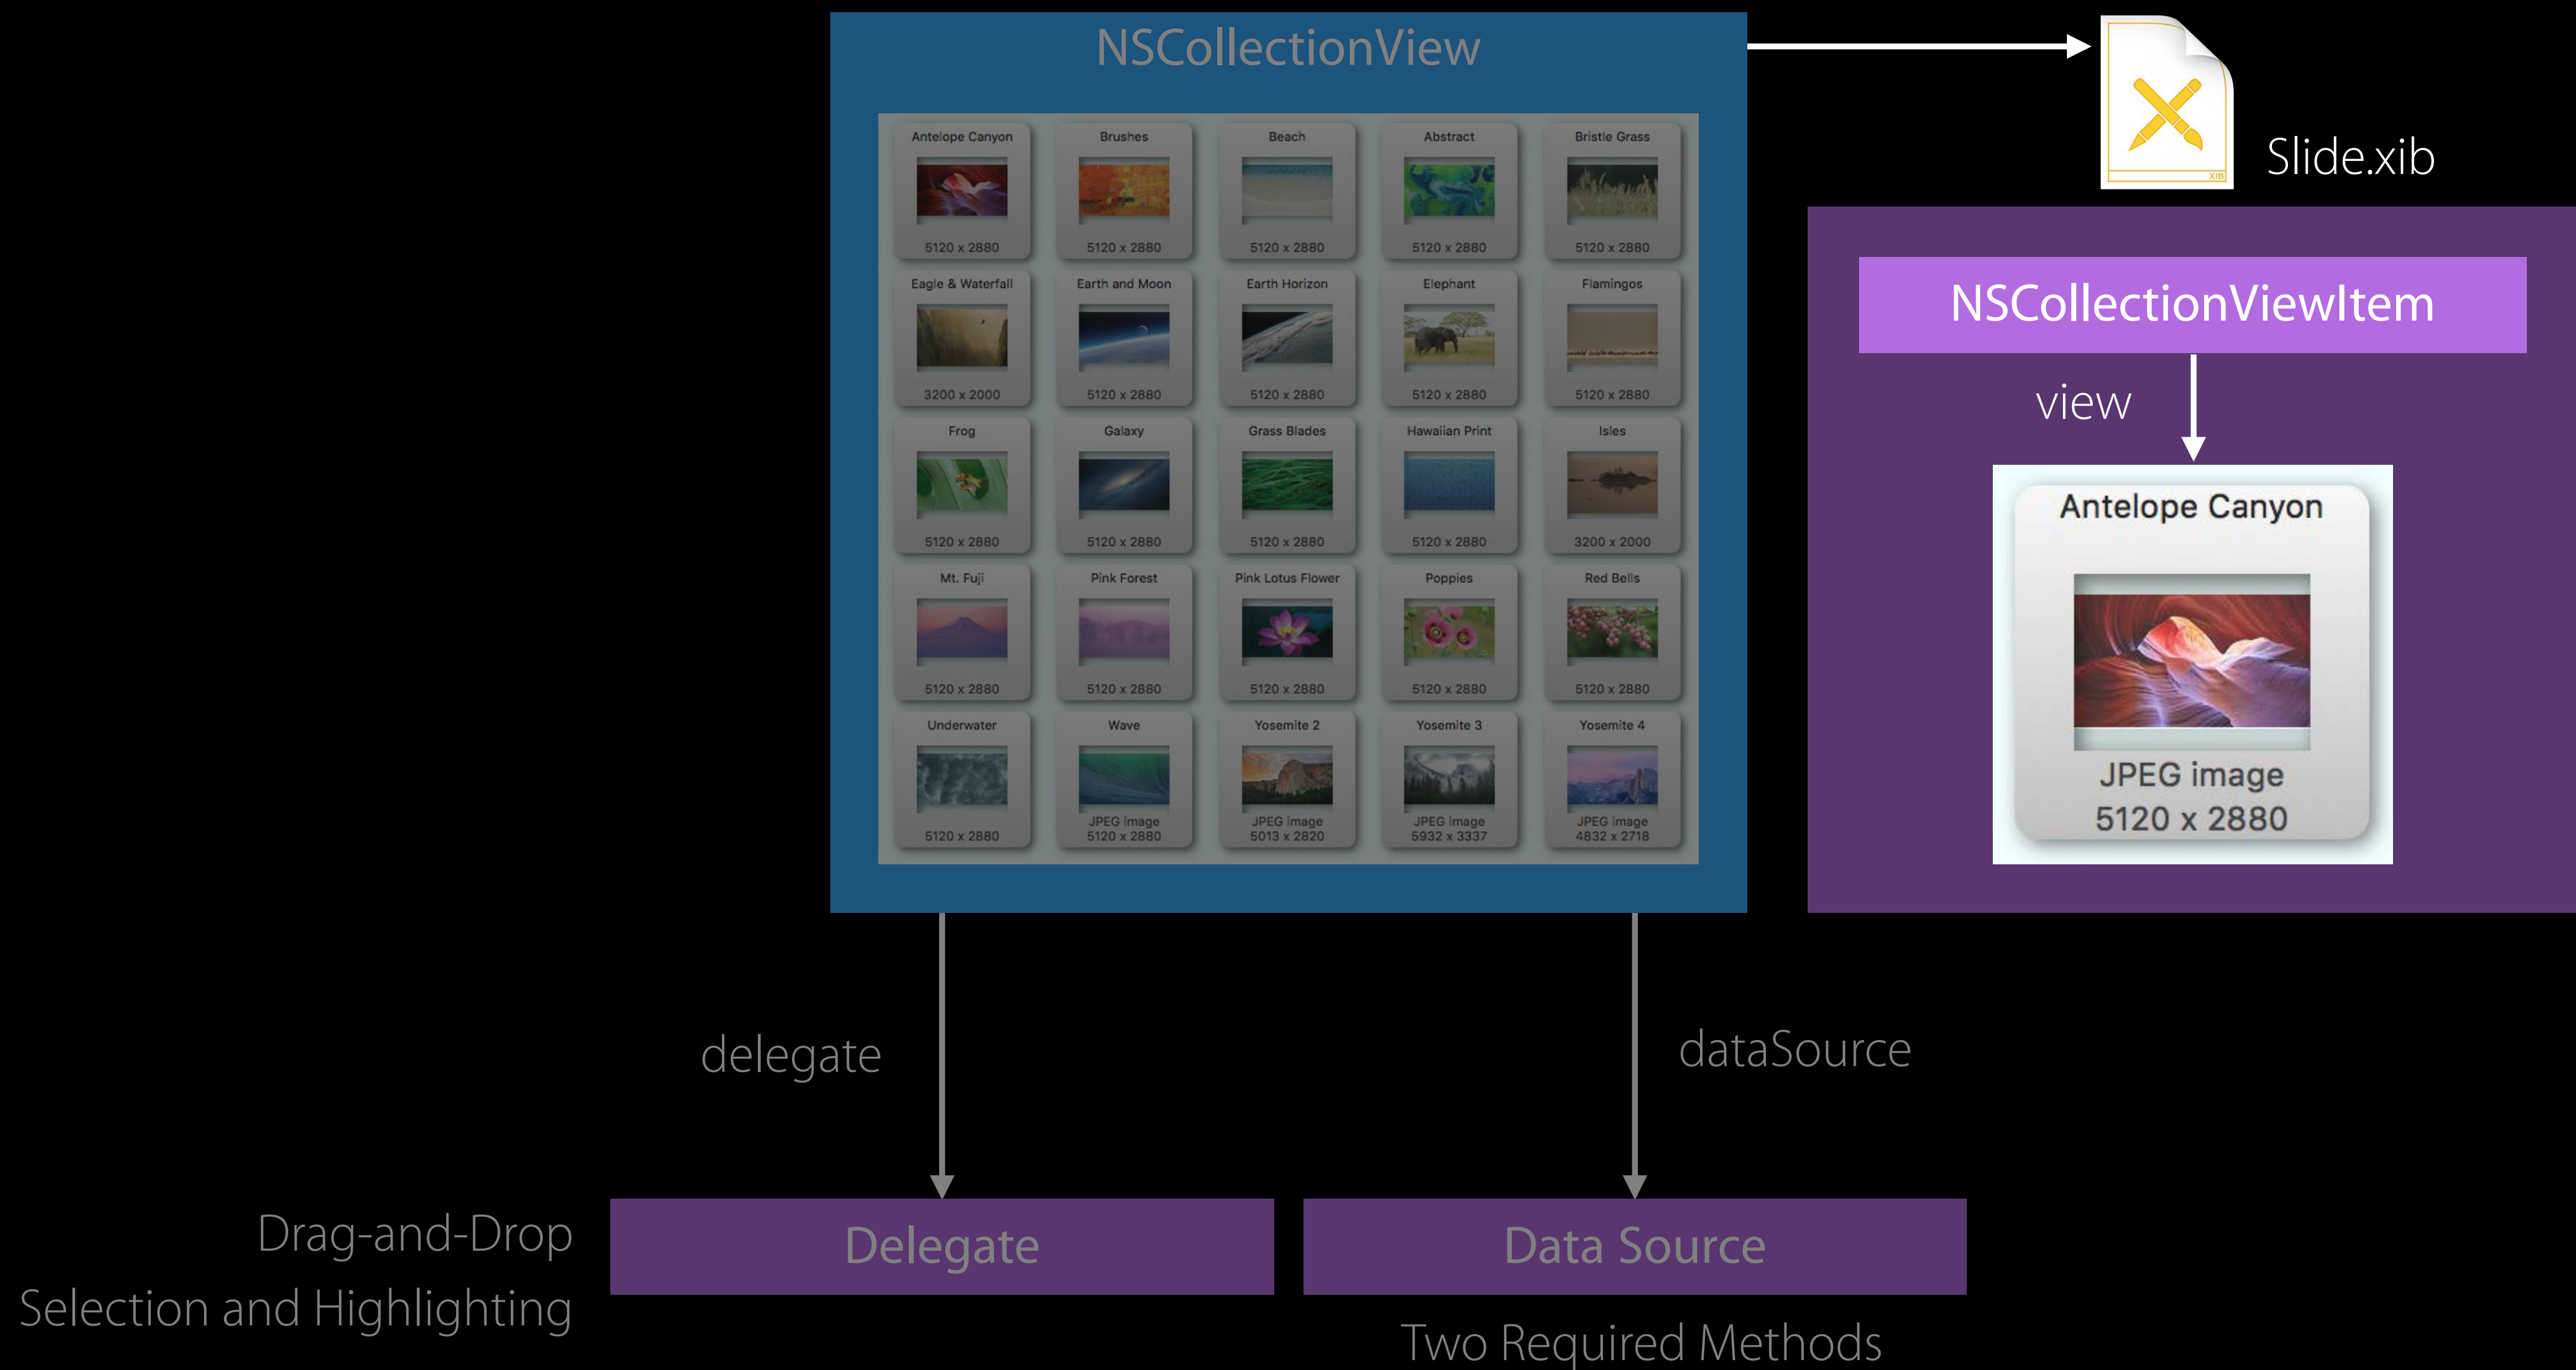 NSCollectionView
Antelope Canyon
5120 x 2880
Brushes
5120 x 2880
Beach
5120 x 2880
Abstract
5120 x 2880
Bristle Grass
5120 x 2880
Eagle & Waterfall
3200 x 2000
Earth and Moon
5120 x 2880
Earth Horizon
5120 x 2880
Elephant
5120 x 2880
Flamingos
5120 x 2880
Frog
5120 x 2880
Galaxy
5120 x 2880
Grass Blades
5120 x 2880
Hawaiian Print
5120 x 2880
Isles
3200 x 2000
Mt. Fuji
5120 x 2880
Pink Forest
5120 x 2880
Pink Lotus Flower
5120 x 2880
Poppies
5120 x 2880
Red Bells
5120 x 2880
Underwater
5120 x 2880
Wave
JPEG image
5120 x 2880
Yosemite 2
JPEG image
5013 x 2820
Yosemite 3
JPEG image
5932 x 3337
Yosemite 4
JPEG image
4832 x 2718
XIB
Slide.xib
NSCollectionViewItem
view
Antelope Canyon
JPEG image
5120 x 2880
delegate
dataSource
Drag-and-Drop
Selection and Highlighting
Delegate
Data Source
Two Required Methods